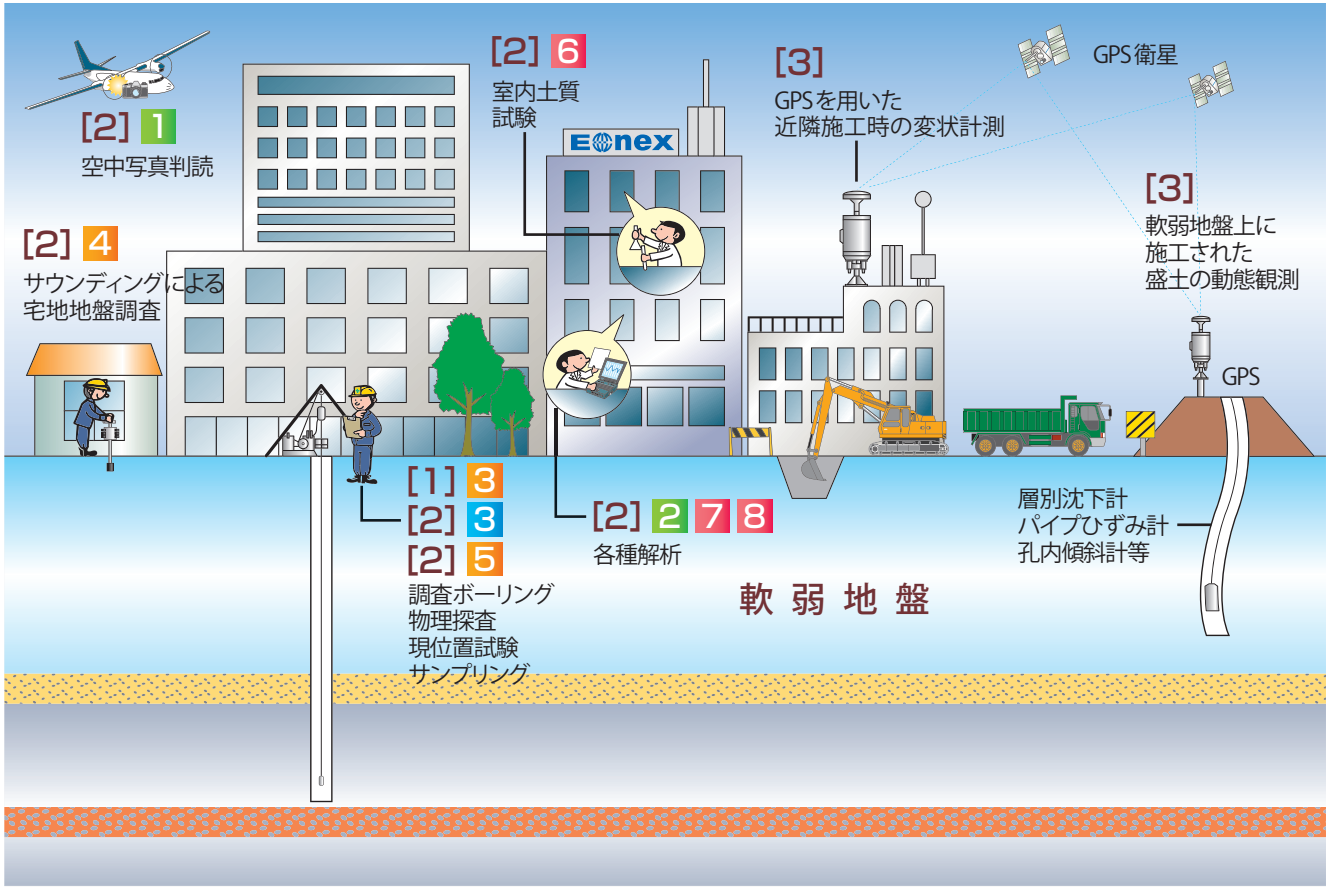 [2] 1
空中写真判読
[2] 4
サウンディングによる
宅地地盤調査
[2] 6
室内土質
試験
Eonex
[3]
GPSを用いた
近隣施工時の変状計測
GPS衛星
[3]
軟弱地盤上に
施工された
盛土の動態観測
GPS
[1] 3
[2] 3
[2] 5
調査ボーリング
物理探査
現位置試験
サンプリング
[2] 2 7 8
各種解析
軟弱地盤
層別沈下計
パイプひずみ計
孔内傾斜計等